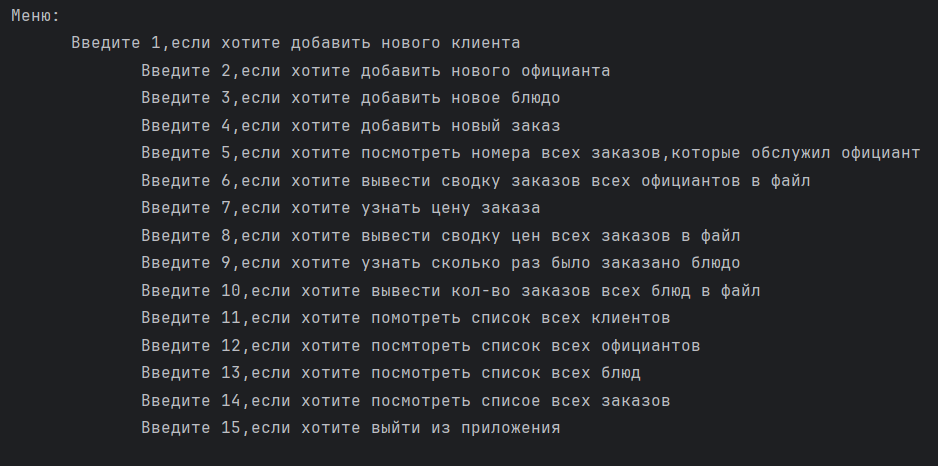 Меню:
Введите 1,если хотите добавить нового клиента
Введите 2,если хотите добавить нового официанта
Введите 3,если хотите добавить новое блюдо
Введите 4,если хотите добавить новый заказ
Введите 5,если хотите посмотреть номера всех заказов,которые обслужил официант
Введите 6,если хотите вывести сводку заказов всех официантов в файл
Введите 7,если хотите узнать цену заказа
Введите 8,если хотите вывести сводку цен всех заказов в файл
Введите 9,если хотите узнать сколько раз было заказано блюдо
Введите 10,если хотите вывести кол-во заказов всех блюд в файл
Введите 11,если хотите помотреть список всех клиентов
Введите 12,если хотите посмтореть список всех официантов
Введите 13,если хотите посмотреть список всех блюд
Введите 14,если хотите посмотреть списое всех заказов
Введите 15,если хотите выйти из приложения